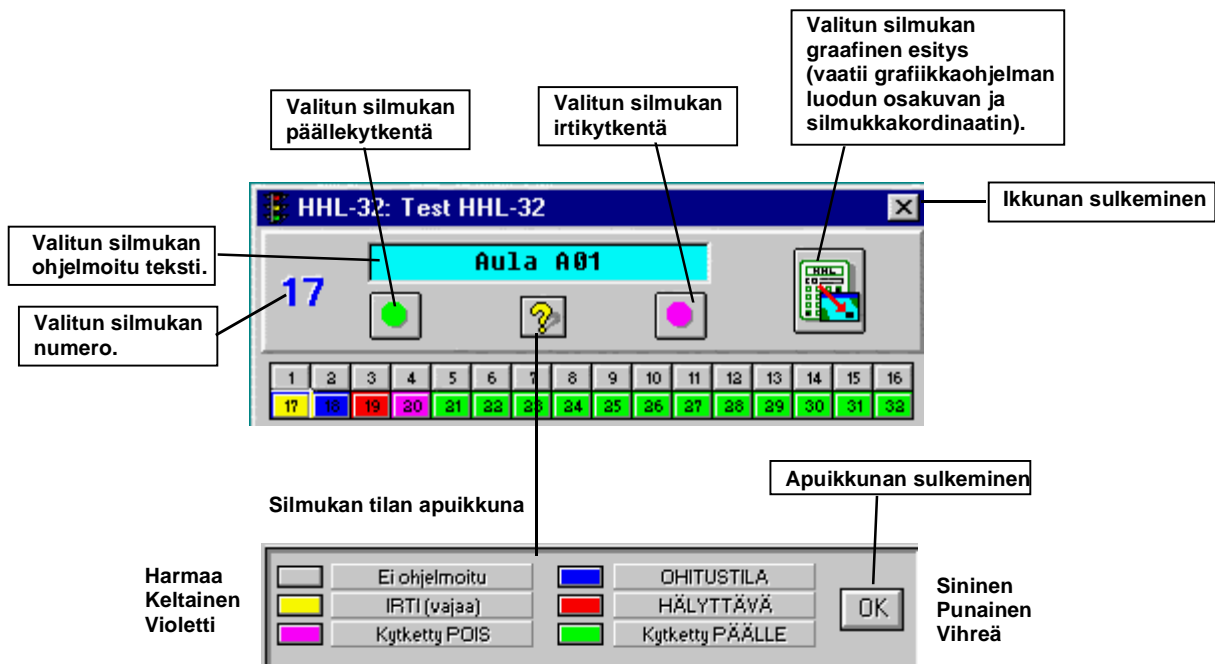 Valitun silmukan
graafinen esitys
(vaatii grafiikkaohjelman
luodun osakuvan ja
silmukkakordinaatin).
Valitun silmukan
päällekytkentä
Valitun silmukan
irtikytkentä
Ikkunan sulkeminen
HHL-32: Test HHL-32
Valitun silmukan
ohjelmoitu teksti.
Aula A01
HHL
17
Valitun silmukan
numero.
1 2 3 4 5 6 7 8 9 10 11 12 13 14 15 16
17 18 19 20 21 22 23 24 25 26 27 28 29 30 31 32
Silmukan tilan apuikkuna
Apuikkunan sulkeminen
Harmaa
Keltainen
Violetti
Ei ohjelmoitu
OHITUSTILA
IRTI (vajaa)
HÄLYTTÄVÄ
Kytketty POIS
Kytketty PÄÄLLE
OK
Sininen
Punainen
Vihreä